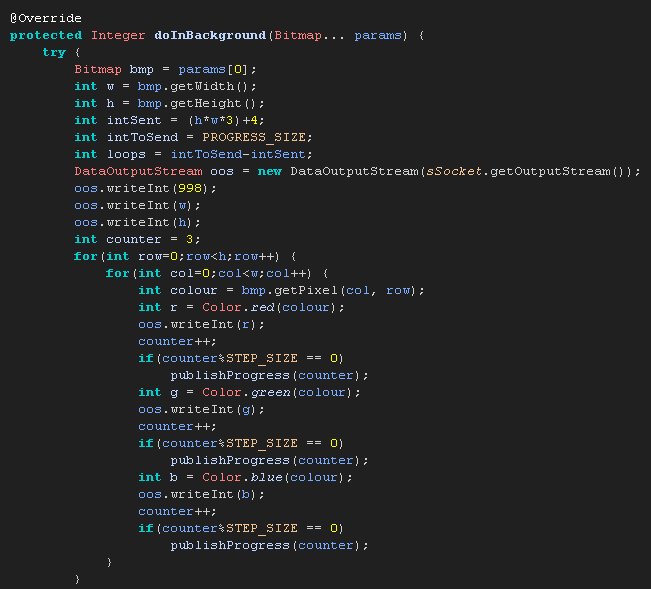 @Override
protected Integer doInBackground(Bitmap... params) {
    try {
        Bitmap bmp = params[0];
        int w = bmp.getWidth();
        int h = bmp.getHeight();
        int intSent = (h*w*3)+4;
        int intToSend = PROGRESS_SIZE;
        int loops = intToSend-intSent;
        DataOutputStream oos = new DataOutputStream(sSocket.getOutputStream());
        oos.writeInt(998);
        oos.writeInt(w);
        oos.writeInt(h);
        int counter = 3;
        for(int row=0;row<h;row++) {
            for(int col=0;col<w;col++) {
                int colour = bmp.getPixel(col, row);
                int r = Color.red(colour);
                oos.writeInt(r);
                counter++;
                if(counter%STEP_SIZE == 0)
                    publishProgress(counter);
                int g = Color.green(colour);
                oos.writeInt(g);
                counter++;
                if(counter%STEP_SIZE == 0)
                    publishProgress(counter);
                int b = Color.blue(colour);
                oos.writeInt(b);
                counter++;
                if(counter%STEP_SIZE == 0)
                    publishProgress(counter);
            }
        }